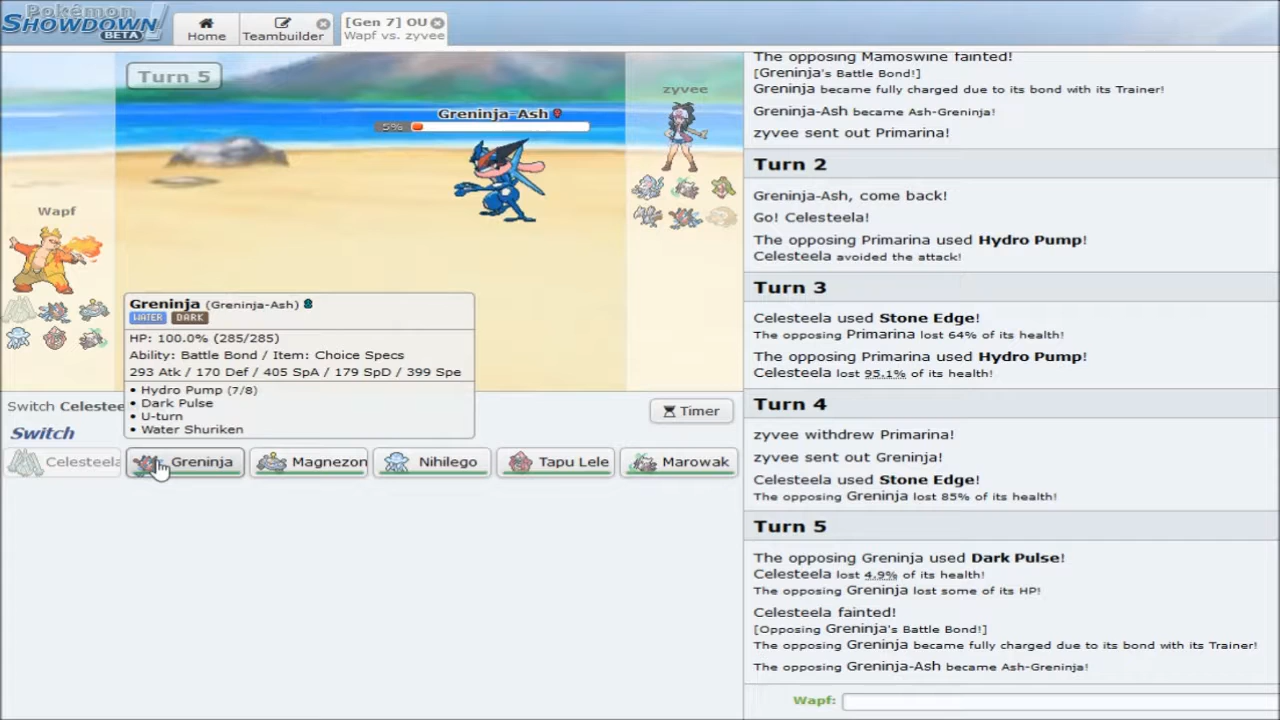 Pokémon
SHOWDOWN!
BETA
Home
Teambuilder
[Gen 7] OU
Wapf vs. zyvee
Turn 5
Greninja-Ash
5%
zyvee
Wapf
Greninja (Greninja-Ash)
WATER DARK
HP: 100.0% (285/285)
Ability: Battle Bond / Item: Choice Specs
293 Atk / 170 Def / 405 SpA / 179 SpD / 399 Spe
• Hydro Pump (7/8)
• Dark Pulse
• U-turn
• Water Shuriken
Switch Celestee
Timer
Switch
Celesteela
Greninja
Magnezon
Nihilego
Tapu Lele
Marowak
The opposing Mamoswine fainted!
[Greninja's Battle Bond!]
Greninja became fully charged due to its bond with its Trainer!
Greninja-Ash became Ash-Greninja!
zyvee sent out Primarina!
Turn 2
Greninja-Ash, come back!
Go! Celesteela!
The opposing Primarina used Hydro Pump!
Celesteela avoided the attack!
Turn 3
Celesteela used Stone Edge!
The opposing Primarina lost 64% of its health!
The opposing Primarina used Hydro Pump!
Celesteela lost 95.1% of its health!
Turn 4
zyvee withdrew Primarina!
zyvee sent out Greninja!
Celesteela used Stone Edge!
The opposing Greninja lost 85% of its health!
Turn 5
The opposing Greninja used Dark Pulse!
Celesteela lost 4.9% of its health!
The opposing Greninja lost some of its HP!
Celesteela fainted!
[Opposing Greninja's Battle Bond!]
The opposing Greninja became fully charged due to its bond with its Trainer!
The opposing Greninja-Ash became Ash-Greninja!
Wapf: